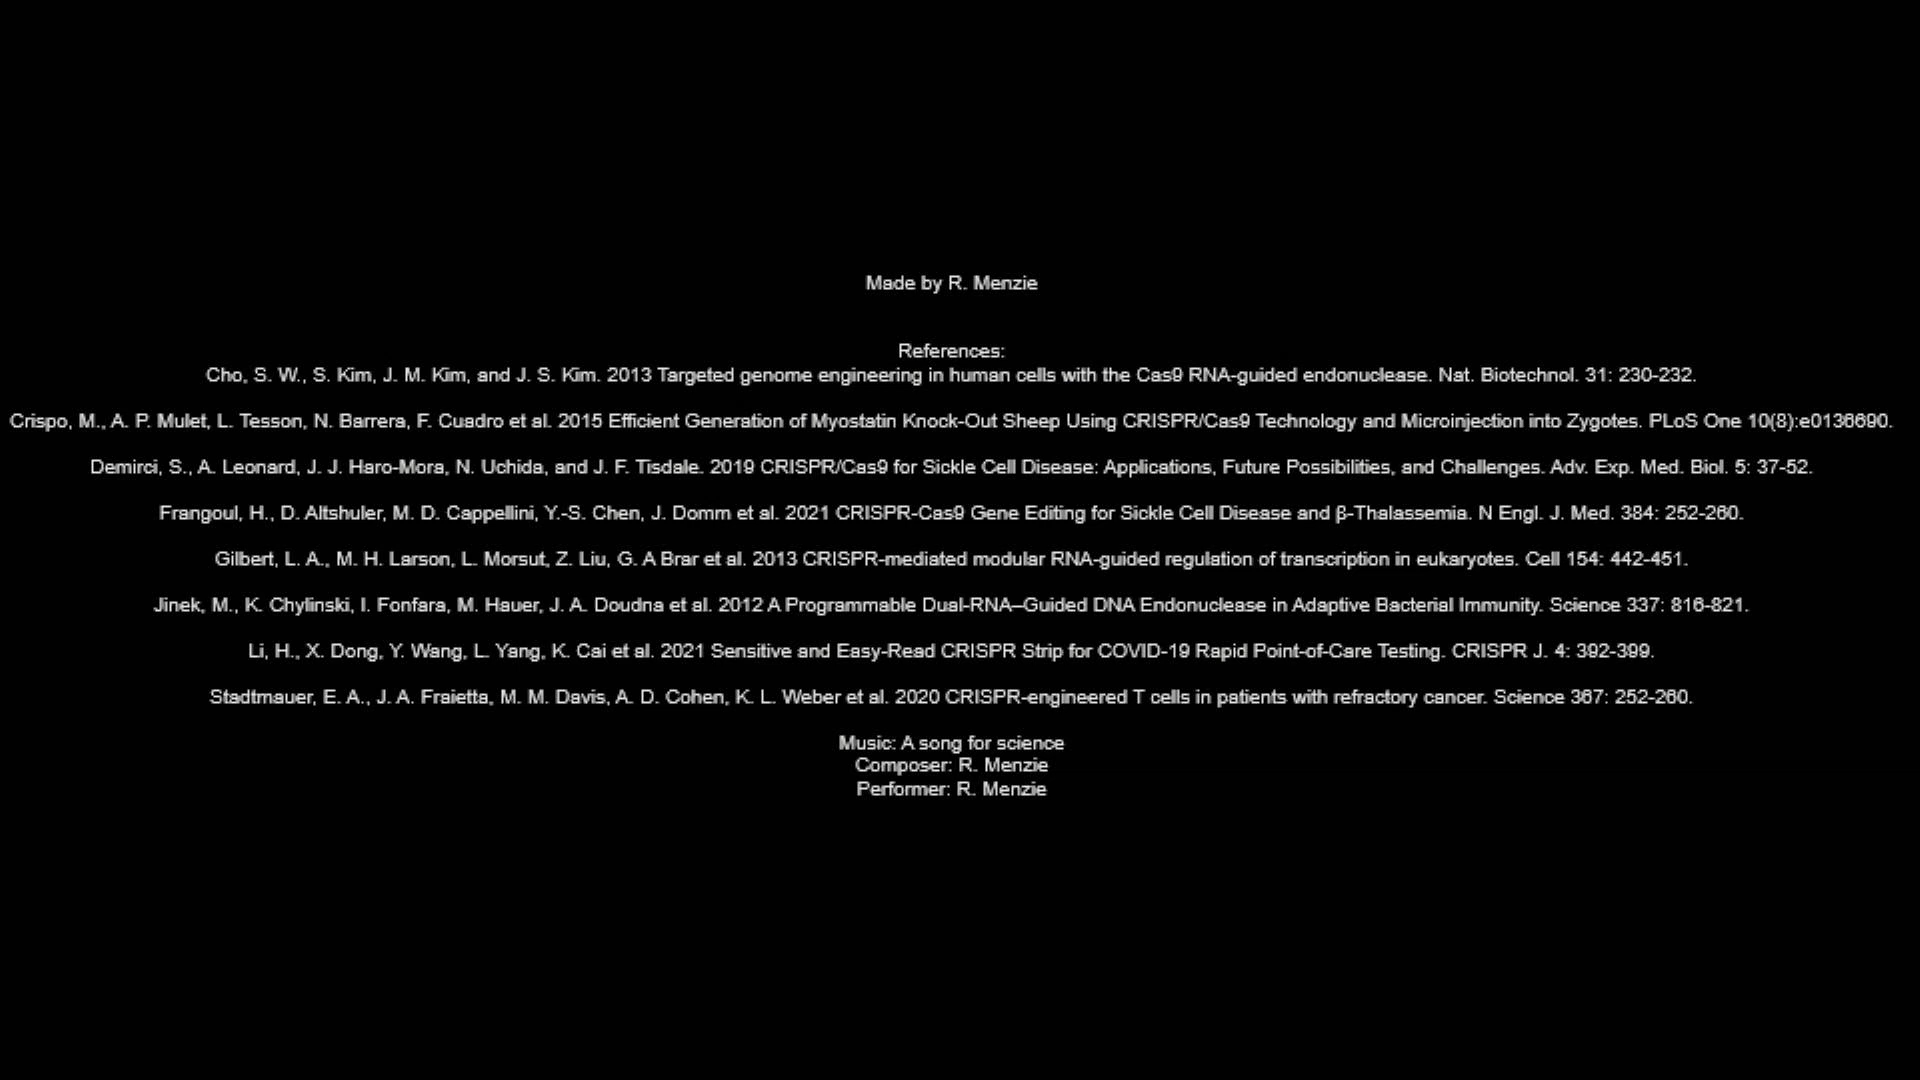 Made by R. Menzie
References:
Cho, S. W., S. Kim, J. M. Kim, and J. S. Kim. 2013 Targeted genome engineering in human cells with the Cas9 RNA-guided endonuclease. Nat. Biotechnol. 31: 230-232.
Crispo, M., A. P. Mulet, L. Tesson, N. Barrera, F. Cuadro et al. 2015 Efficient Generation of Myostatin Knock-Out Sheep Using CRISPR/Cas9 Technology and Microinjection into Zygotes. PLoS One 10(8):e0136690.
Demirci, S., A. Leonard, J. J. Haro-Mora, N. Uchida, and J. F. Tisdale. 2019 CRISPR/Cas9 for Sickle Cell Disease: Applications, Future Possibilities, and Challenges. Adv. Exp. Med. Biol. 5: 37-52.
Frangoul, H., D. Altshuler, M. D. Cappellini, Y.-S. Chen, J. Domm et al. 2021 CRISPR-Cas9 Gene Editing for Sickle Cell Disease and β-Thalassemia. N Engl. J. Med. 384: 252-260.
Gilbert, L. A., M. H. Larson, L. Morsut, Z. Liu, G. A Brar et al. 2013 CRISPR-mediated modular RNA-guided regulation of transcription in eukaryotes. Cell 154: 442-451.
Jinek, M., K. Chylinski, I. Fonfara, M. Hauer, J. A. Doudna et al. 2012 A Programmable Dual-RNA–Guided DNA Endonuclease in Adaptive Bacterial Immunity. Science 337: 816-821.
Li, H., X. Dong, Y. Wang, L. Yang, K. Cai et al. 2021 Sensitive and Easy-Read CRISPR Strip for COVID-19 Rapid Point-of-Care Testing. CRISPR J. 4: 392-399.
Stadtmauer, E. A., J. A. Fraietta, M. M. Davis, A. D. Cohen, K. L. Weber et al. 2020 CRISPR-engineered T cells in patients with refractory cancer. Science 367: 252-260.
Music: A song for science
Composer: R. Menzie
Performer: R. Menzie